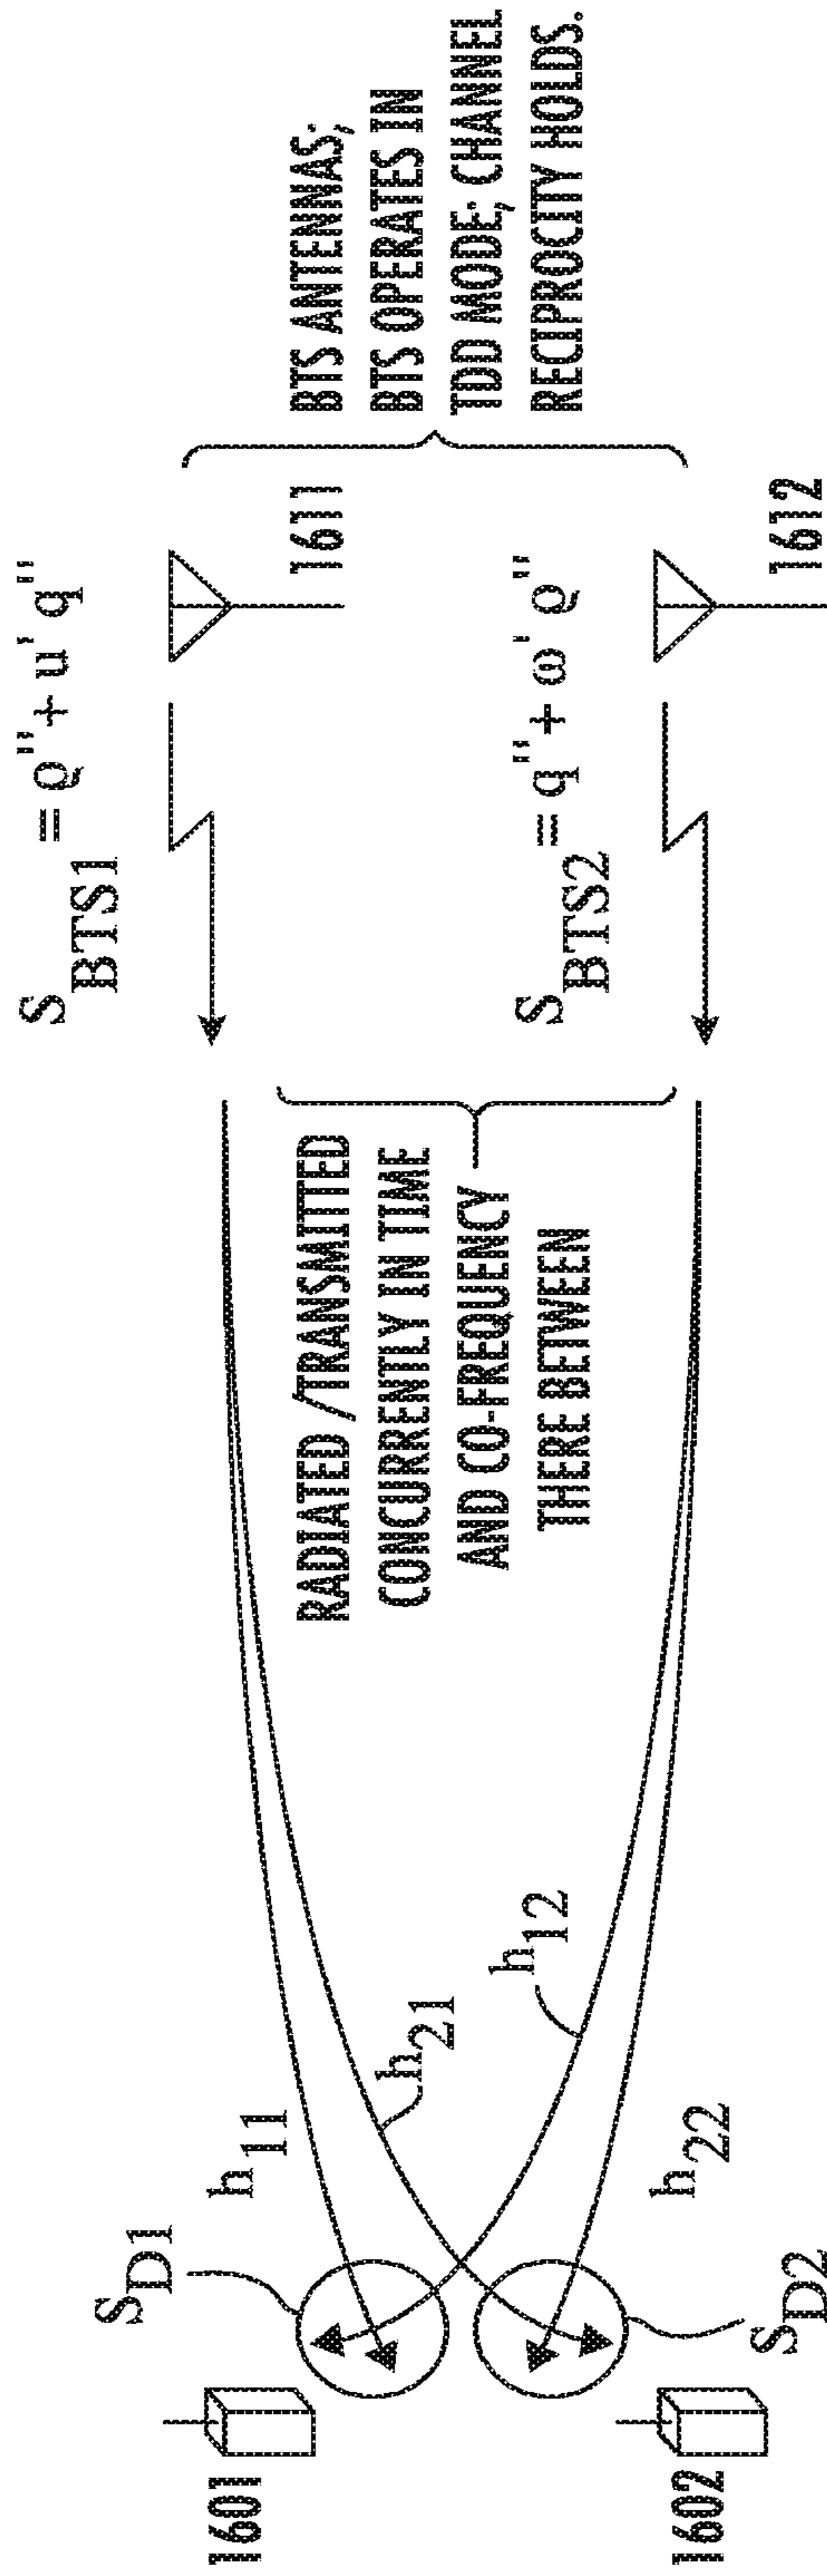 S_BTS1 = ϱ'' + u' q''
1611
BTS ANTENNAS;
BTS OPERATES IN
TDD MODE; CHANNEL
RECIPROCITY HOLDS.
S_BTS2 = q'' + ω' ϱ''
1612
RADIATED /TRANSMITTED
CONCURRENTLY IN TIME
AND CO-FREQUENCY
THERE BETWEEN
S_D1
h_11
h_21
h_12
h_22
S_D2
1601
1602